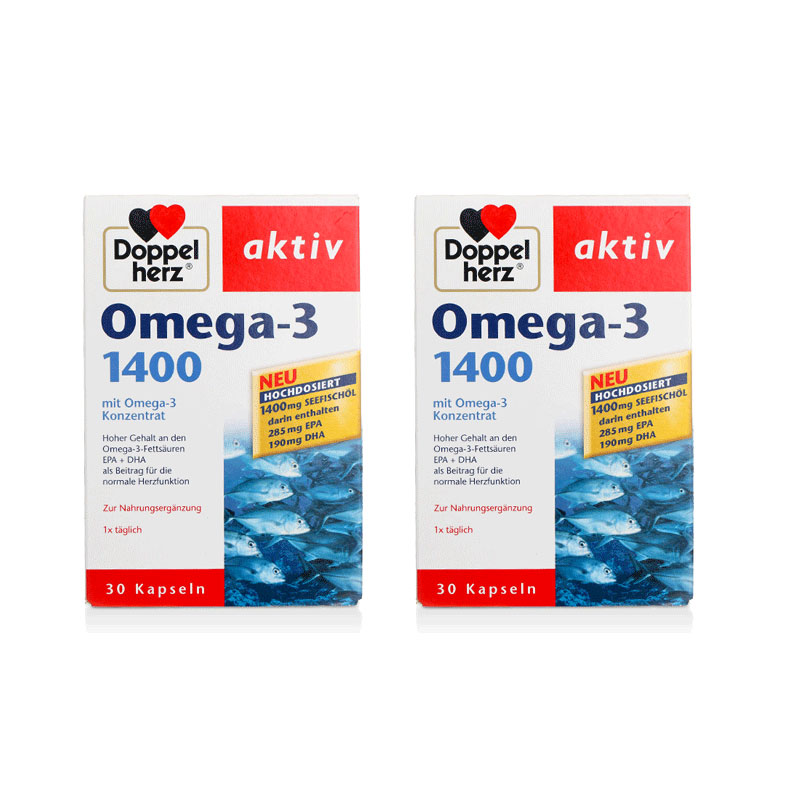 Doppel
herz®
aktiv
Omega-3
1400
NEU
HOCHDOSIERT
1400mg SEEFISCHÖL
darin enthalten
285mg EPA
190mg DHA
mit Omega-3
Konzentrat
Hoher Gehalt an den
Omega-3-Fettsäuren
EPA + DHA
als Beitrag für die
normale Herzfunktion
Zur Nahrungsergänzung
1x täglich
30 Kapseln
Doppel
herz®
aktiv
Omega-3
1400
NEU
HOCHDOSIERT
1400mg SEEFISCHÖL
darin enthalten
285mg EPA
190mg DHA
mit Omega-3
Konzentrat
Hoher Gehalt an den
Omega-3-Fettsäuren
EPA + DHA
als Beitrag für die
normale Herzfunktion
Zur Nahrungsergänzung
1x täglich
30 Kapseln